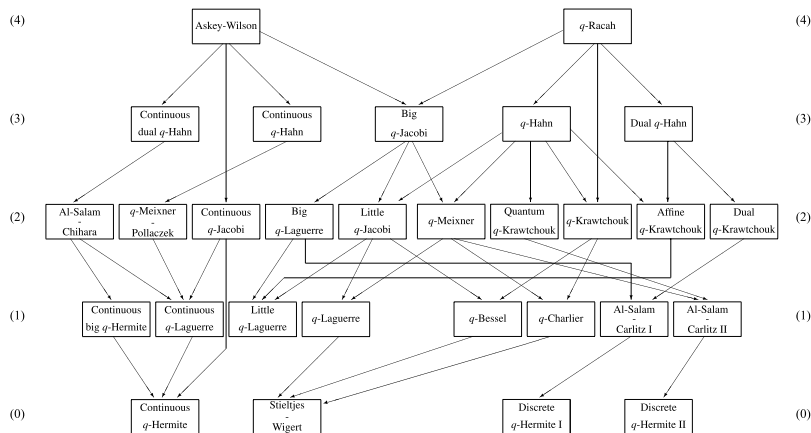 (4) Askey-Wilson q-Racah (4)
(3) Continuous dual q-Hahn Continuous q-Hahn Big q-Jacobi q-Hahn Dual q-Hahn (3)
(2) Al-Salam - Chihara q-Meixner - Pollaczek Continuous q-Jacobi Big q-Laguerre Little q-Jacobi q-Meixner Quantum q-Krawtchouk q-Krawtchouk Affine q-Krawtchouk Dual q-Krawtchouk (2)
(1) Continuous big q-Hermite Continuous q-Laguerre Little q-Laguerre q-Laguerre q-Bessel q-Charlier Al-Salam - Carlitz I Al-Salam - Carlitz II (1)
(0) Continuous q-Hermite Stieltjes - Wigert Discrete q-Hermite I Discrete q-Hermite II (0)